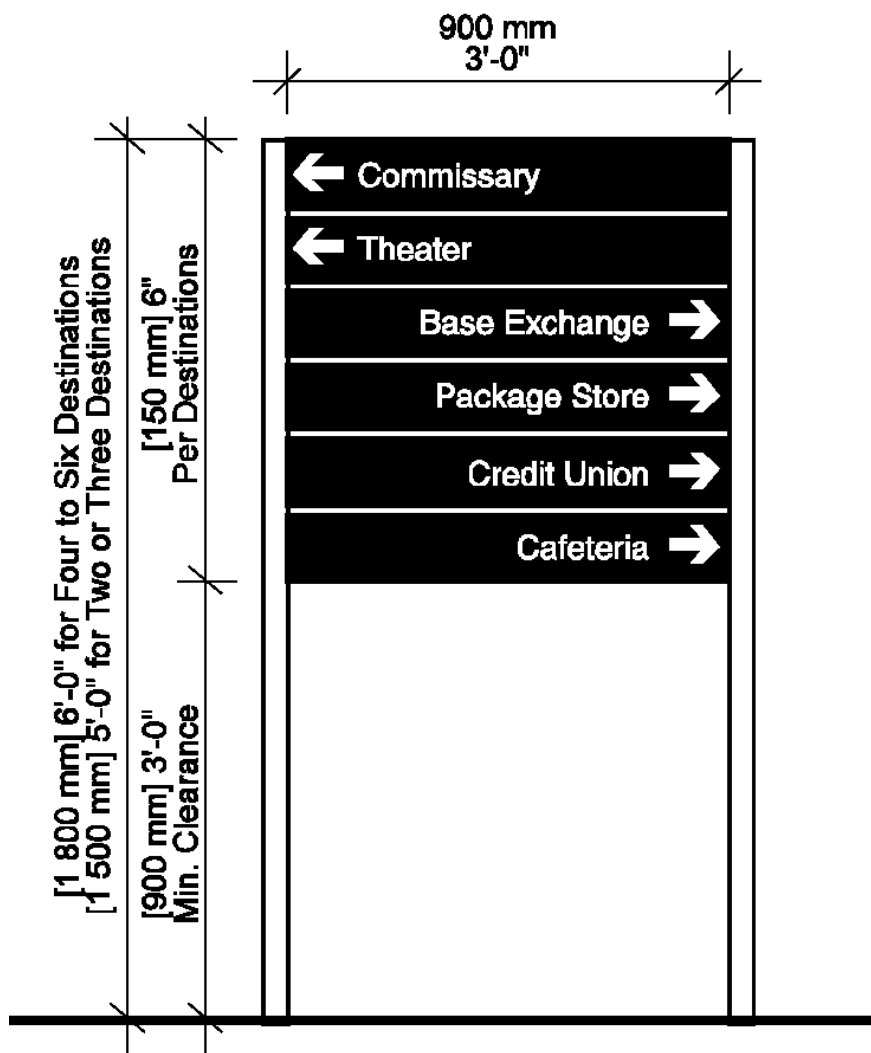 900 mm
3'-0"
Commissary
Theater
Base Exchange
Package Store
Credit Union
Cafeteria
[1 800 mm] 6'-0" for Four to Six Destinations
[1 500 mm] 5'-0" for Two or Three Destinations
[150 mm] 6"
Per Destinations
[900 mm] 3'-0"
Min. Clearance